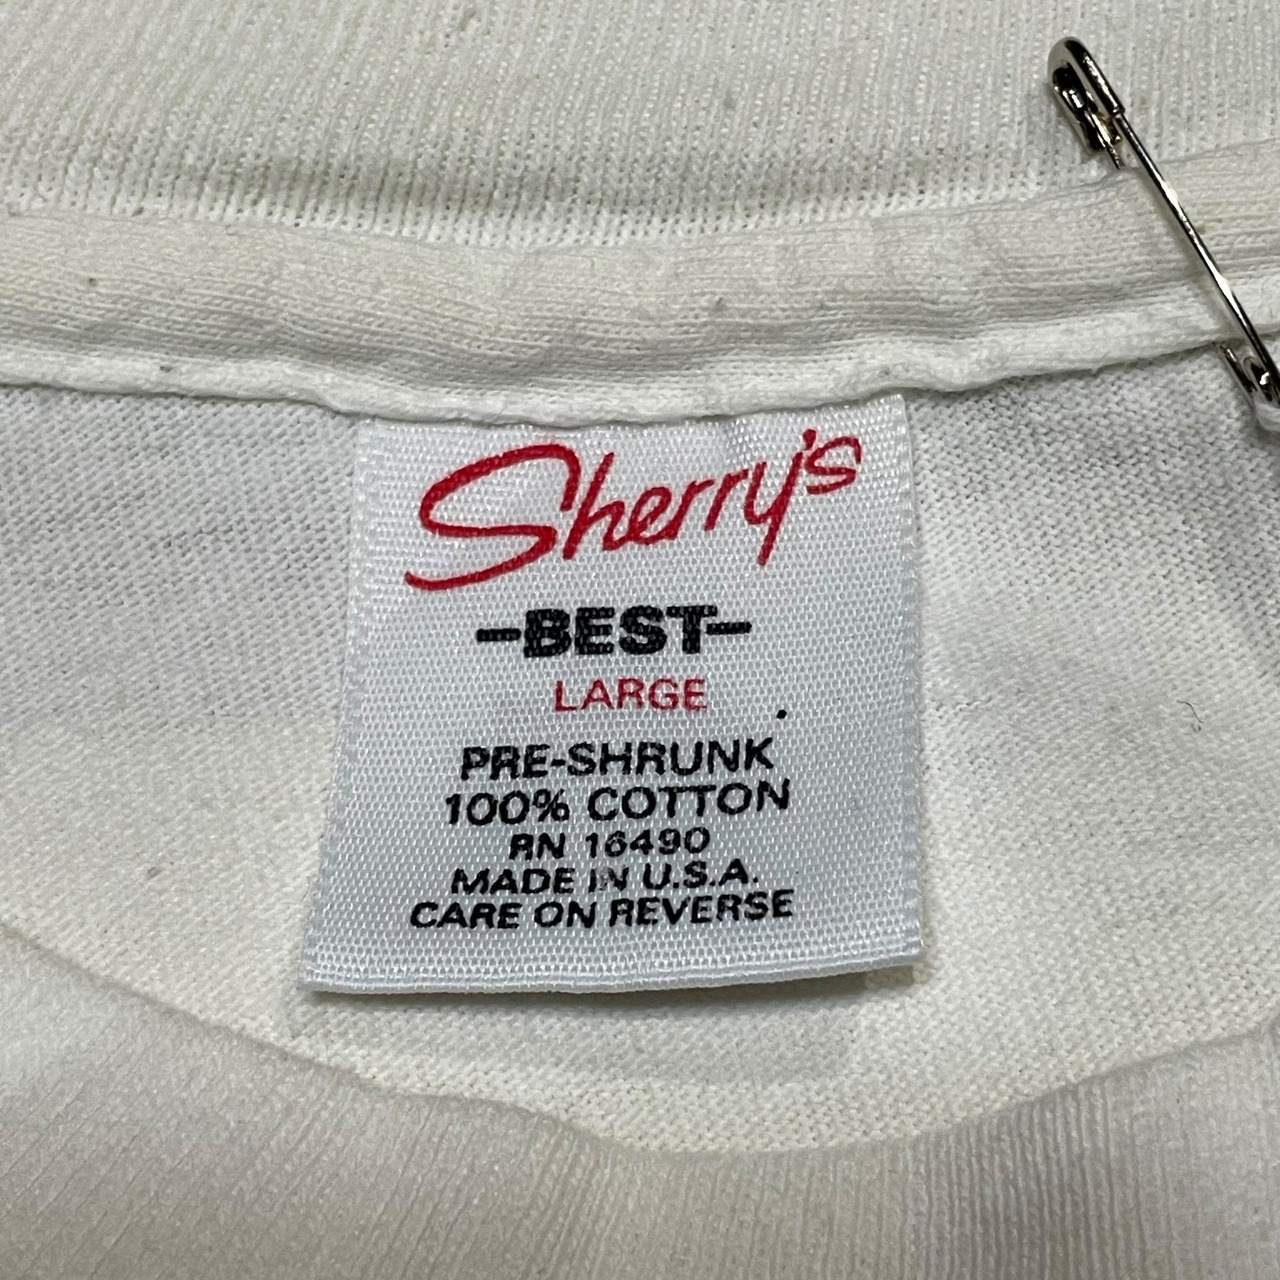 Sherry's
-BEST-
LARGE
PRE-SHRUNK
100% COTTON
RN 16490
MADE IN U.S.A.
CARE ON REVERSE